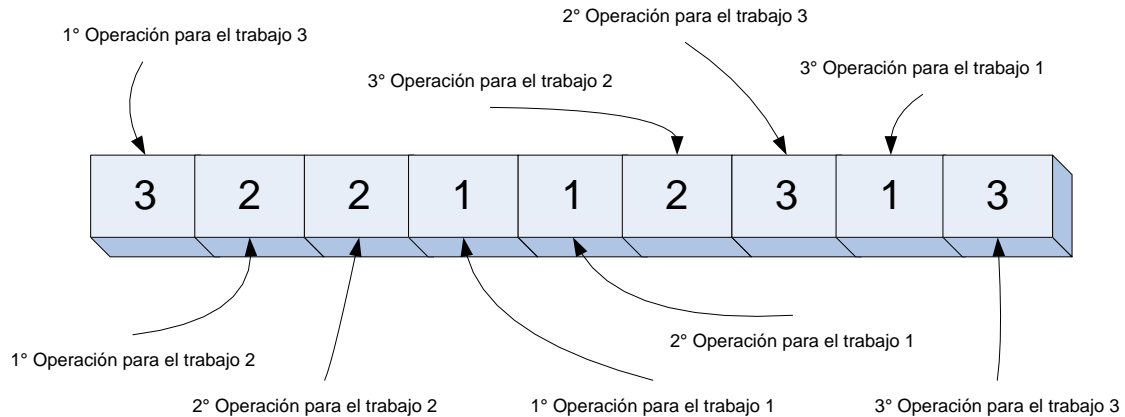 2° Operación para el trabajo 3
1° Operación para el trabajo 3
3° Operación para el trabajo 1
3° Operación para el trabajo 2
3 2 2 1 1 2 3 1 3
2° Operación para el trabajo 1
1° Operación para el trabajo 2
2° Operación para el trabajo 2
1° Operación para el trabajo 1
3° Operación para el trabajo 3